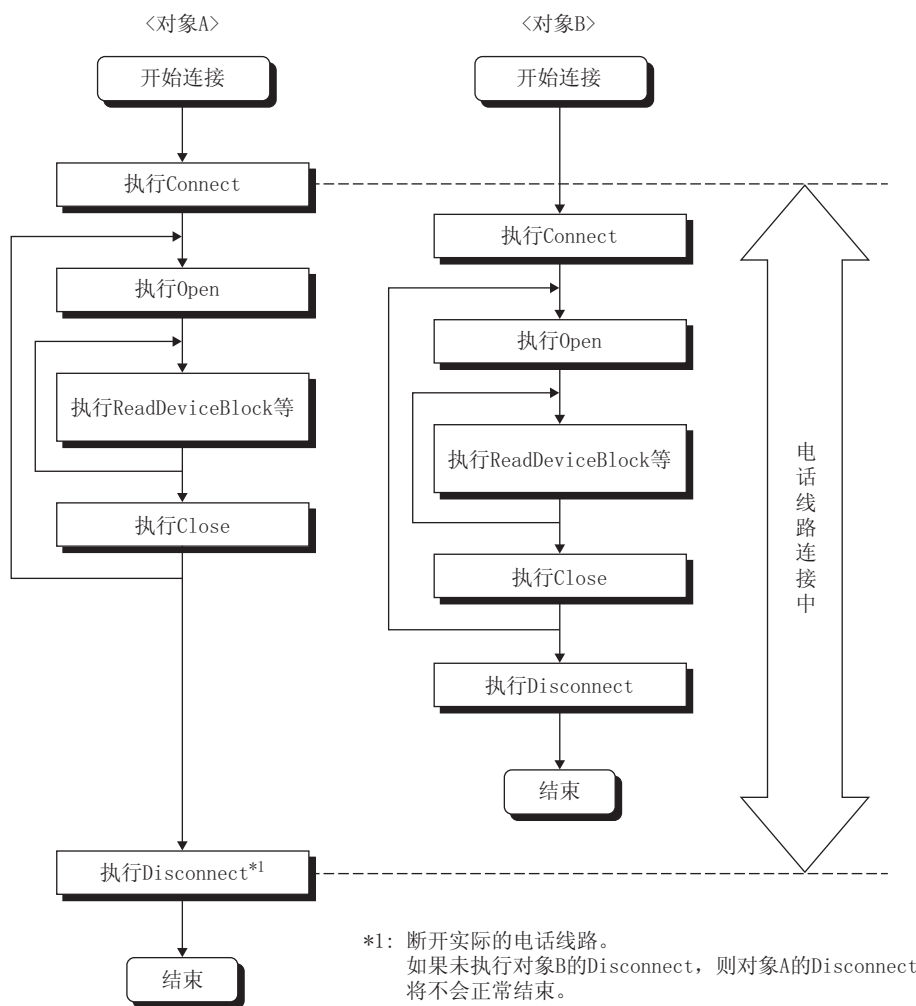 <对象A>
<对象B>
开始连接
开始连接
执行Connect
执行Connect
执行Open
执行Open
执行ReadDeviceBlock等
执行ReadDeviceBlock等
执行Close
执行Close
执行Disconnect
结束
执行Disconnect*1
结束
电话线路连接中
*1: 断开实际的电话线路。
如果未执行对象B的Disconnect，则对象A的Disconnect
将不会正常结束。